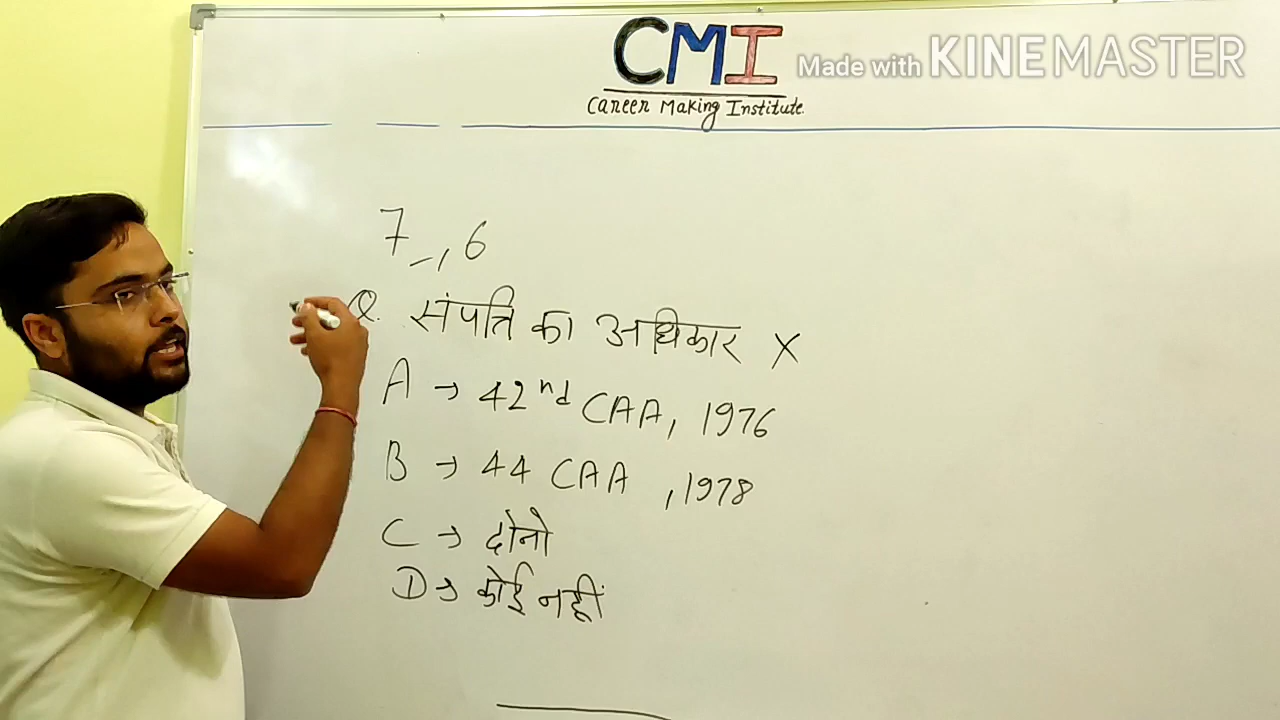 CMI
Career Making Institute
Made with KINEMASTER
7 , 6
Q. संपत्ति का अधिकार X
A → 42nd CAA, 1976
B → 44 CAA , 1978
C → दोनो
D → कोई नहीं